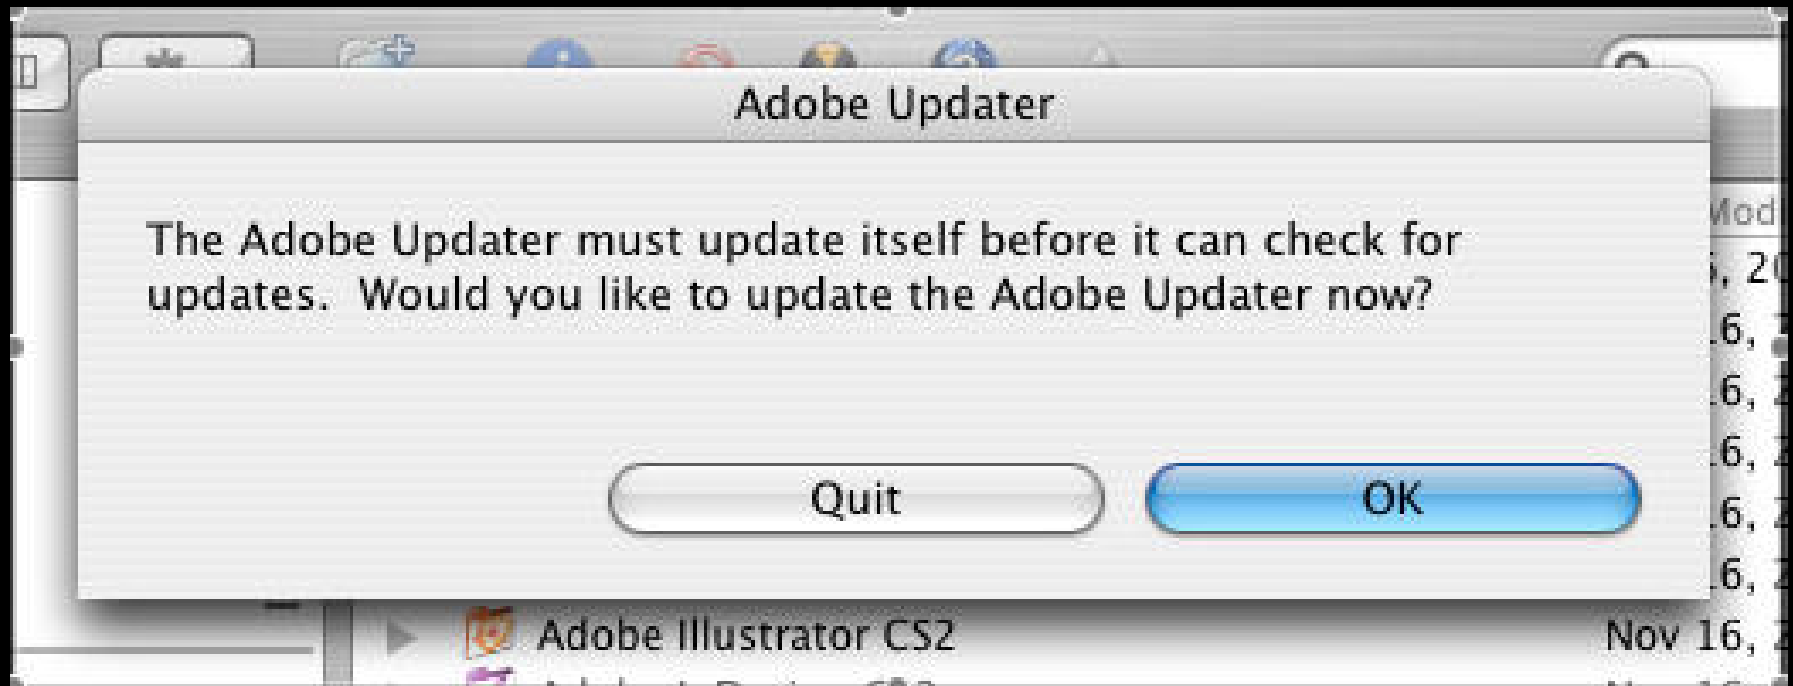 Adobe Updater
The Adobe Updater must update itself before it can check for
updates.  Would you like to update the Adobe Updater now?
Quit
OK
Adobe Illustrator CS2
Nov 16,